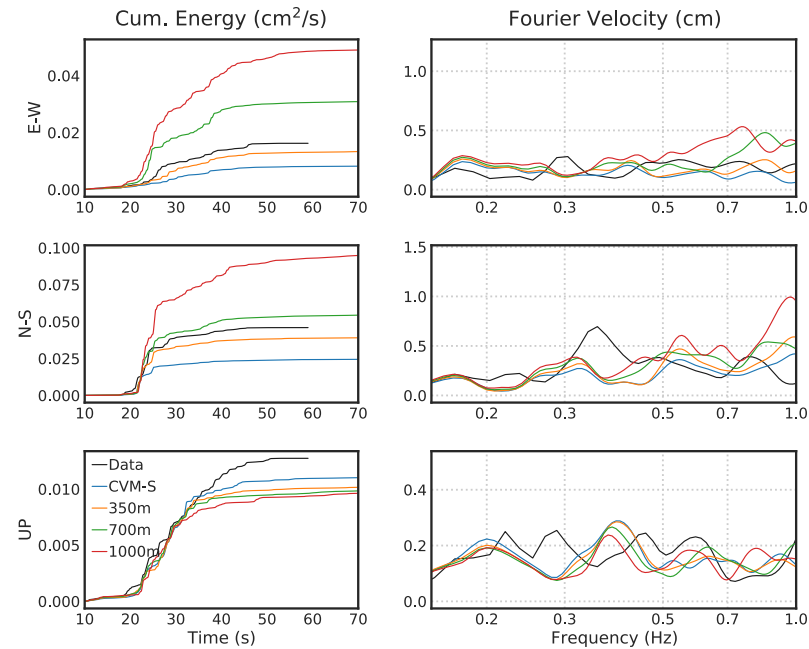 Cum. Energy (cm²/s)
Fourier Velocity (cm)
E-W
0.04
0.02
0.00
10 20 30 40 50 60 70
1.0
0.5
0.0
0.2 0.3 0.5 0.7 1.0
N-S
0.100
0.075
0.050
0.025
0.000
10 20 30 40 50 60 70
1.5
1.0
0.5
0.0
0.2 0.3 0.5 0.7 1.0
UP
0.010
0.005
0.000
Data
CVM-S
350m
700m
1000m
10 20 30 40 50 60 70
Time (s)
0.4
0.2
0.0
0.2 0.3 0.5 0.7 1.0
Frequency (Hz)